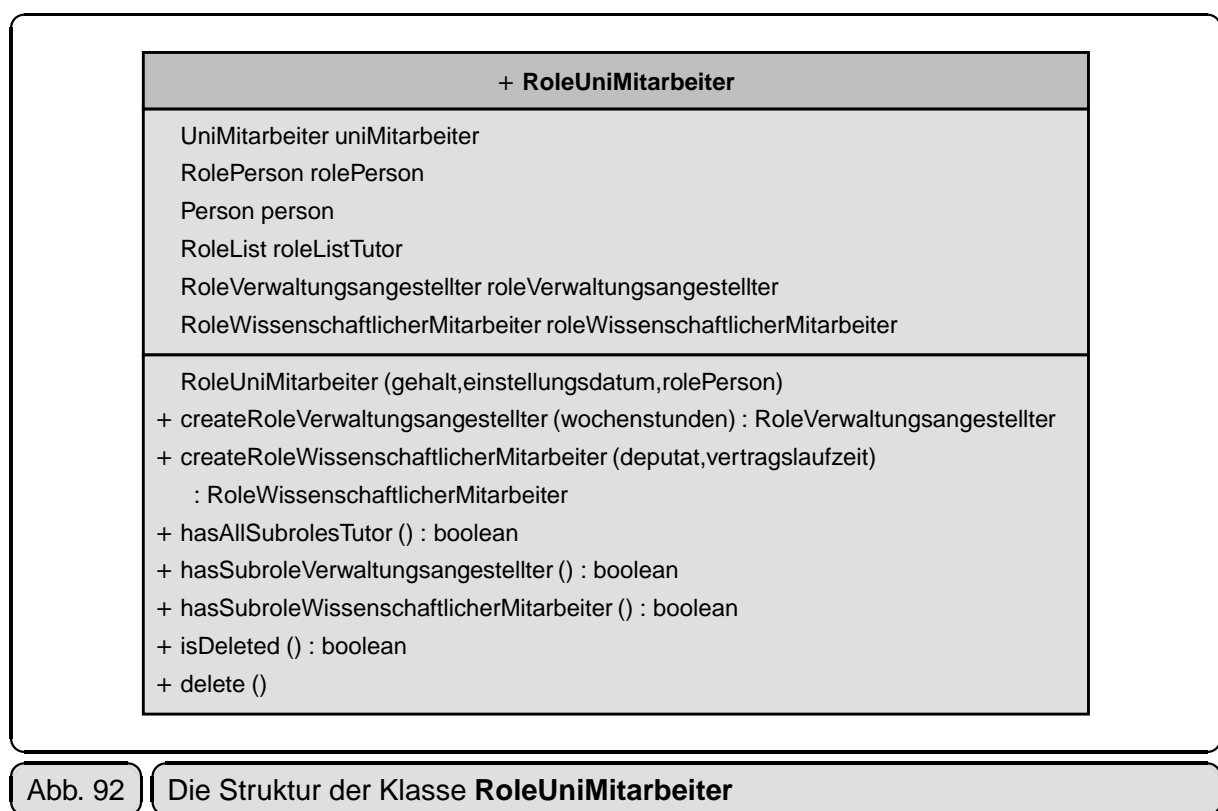 + RoleUniMitarbeiter
UniMitarbeiter uniMitarbeiter
RolePerson rolePerson
Person person
RoleList roleListTutor
RoleVerwaltungsangestellter roleVerwaltungsangestellter
RoleWissenschaftlicherMitarbeiter roleWissenschaftlicherMitarbeiter
RoleUniMitarbeiter (gehalt,einstellungsdatum,rolePerson)
+ createRoleVerwaltungsangestellter (wochenstunden) : RoleVerwaltungsangestellter
+ createRoleWissenschaftlicherMitarbeiter (deputat,vertragslaufzeit)
: RoleWissenschaftlicherMitarbeiter
+ hasAllSubrolesTutor () : boolean
+ hasSubroleVerwaltungsangestellter () : boolean
+ hasSubroleWissenschaftlicherMitarbeiter () : boolean
+ isDeleted () : boolean
+ delete ()
Abb. 92 Die Struktur der Klasse RoleUniMitarbeiter